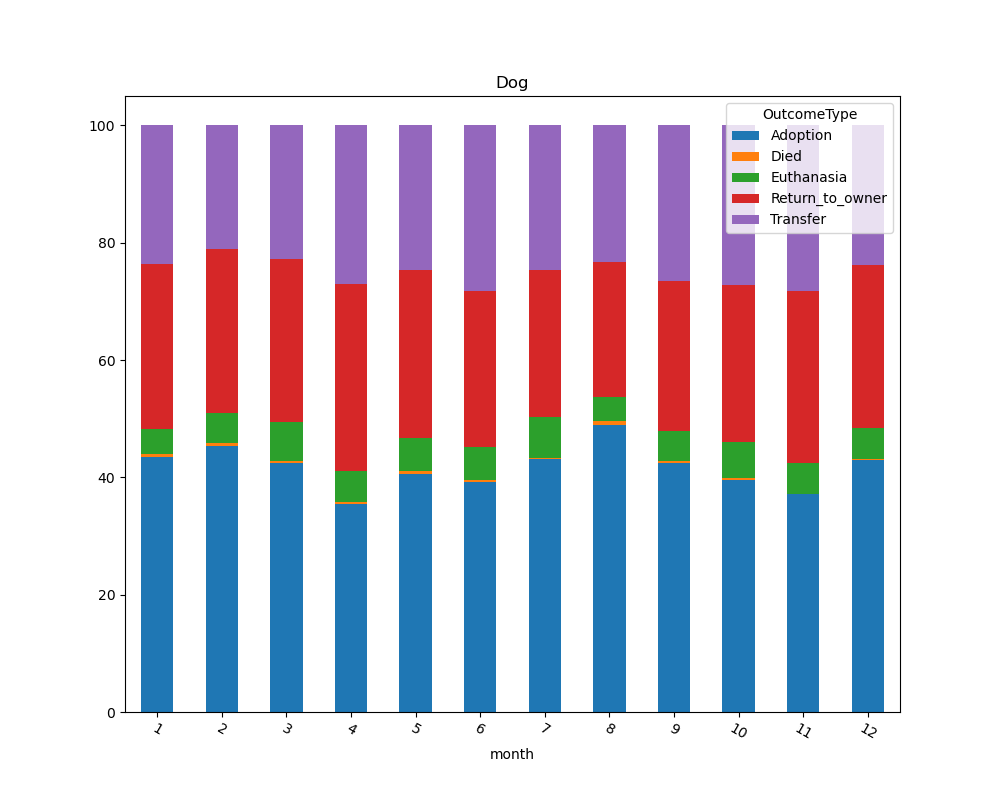 Dog
OutcomeType
Adoption
Died
Euthanasia
Return_to_owner
Transfer
100
80
60
40
20
0
1 2 3 4 5 6 7 8 9 10 11 12
month